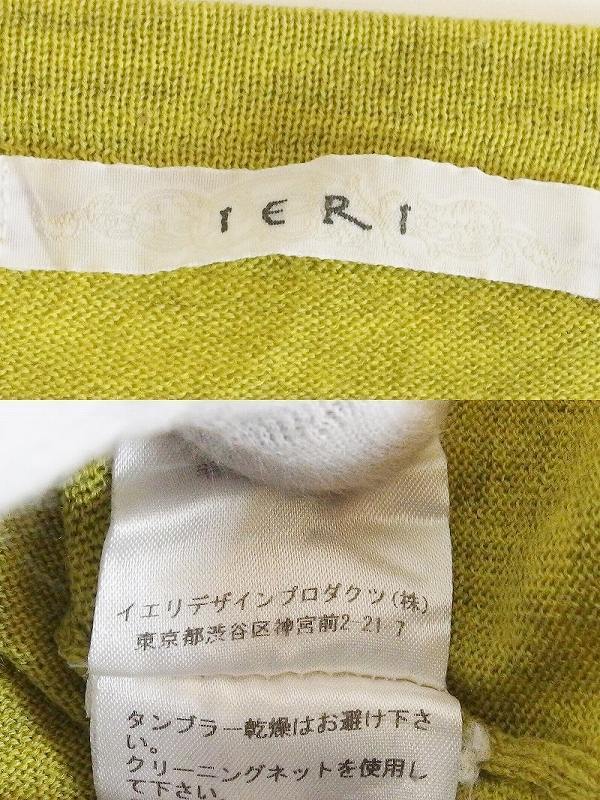 IERI
イエリデザインプロダクツ(株)
東京都渋谷区神宮前2-21-7
タンブラー乾燥はお避け下さ
い。
クリーニングネットを使用し
て下さい。